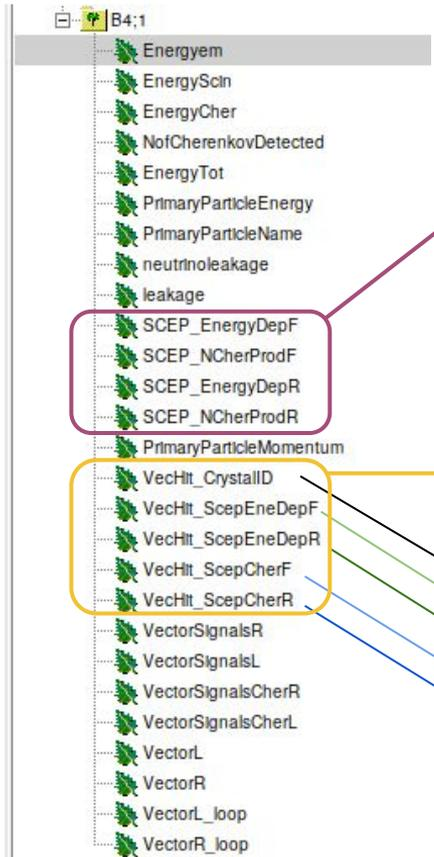 B4;1
Energyem
EnergyScin
EnergyCher
NofCherenkovDetected
EnergyTot
PrimaryParticleEnergy
PrimaryParticleName
neutrinoleakage
leakage
SCEP_EnergyDepF
SCEP_NCherProdF
SCEP_EnergyDepR
SCEP_NCherProdR
PrimaryParticleMomentum
VecHit_CrystalID
VecHit_ScepEneDepF
VecHit_ScepEneDepR
VecHit_ScepCherF
VecHit_ScepCherR
VectorSignalsR
VectorSignalsL
VectorSignalsCherR
VectorSignalsCherL
VectorL
VectorR
VectorL_loop
VectorR_loop